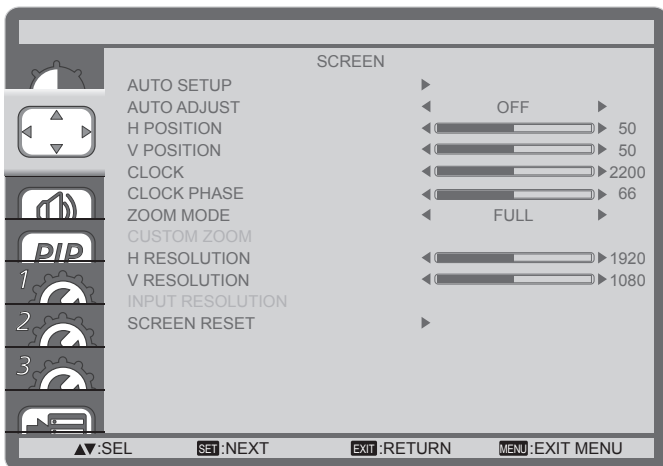 SCREEN
AUTO SETUP
AUTO ADJUST OFF
H POSITION 50
V POSITION 50
CLOCK 2200
CLOCK PHASE 66
ZOOM MODE FULL
CUSTOM ZOOM
H RESOLUTION 1920
V RESOLUTION 1080
INPUT RESOLUTION
SCREEN RESET
PIP
1
2
3
▲▼:SEL SET:NEXT EXIT:RETURN MENU:EXIT MENU